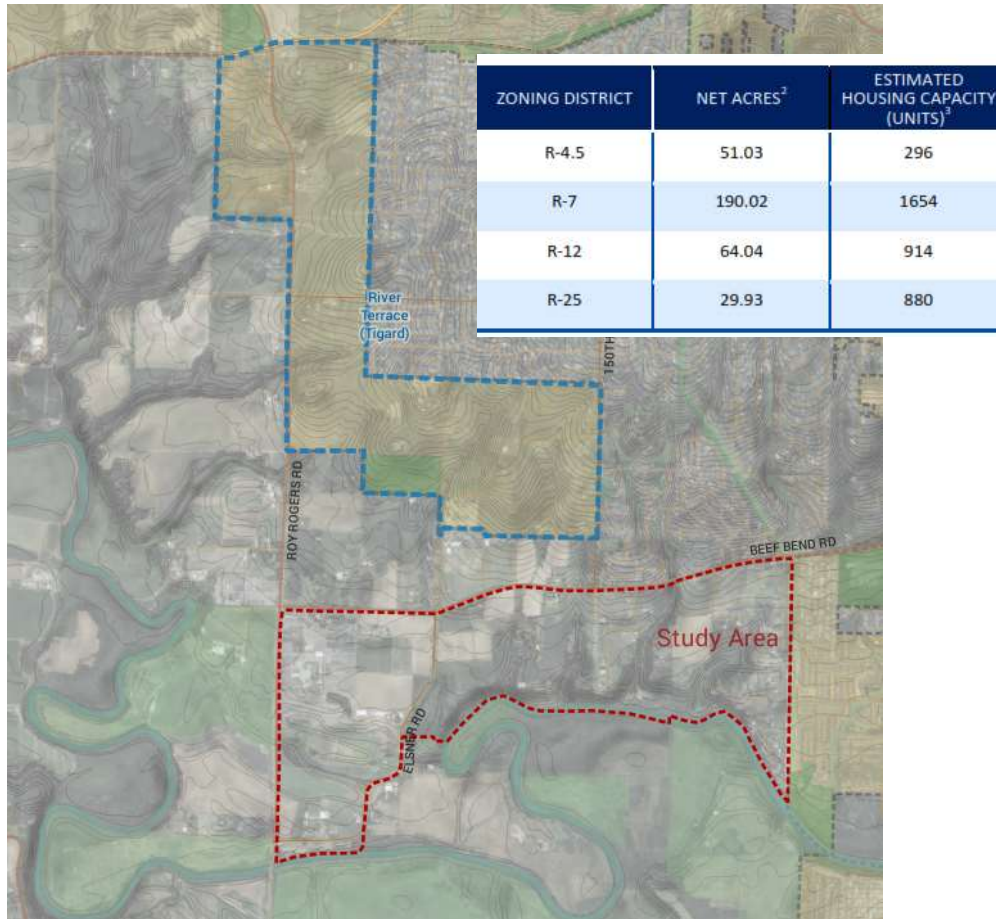 ZONING DISTRICT NET ACRES² ESTIMATED HOUSING CAPACITY (UNITS)³
R-4.5 51.03 296
R-7 190.02 1654
R-12 64.04 914
R-25 29.93 880
River
Terrace
(Tigard)
150TH
ROY ROGERS RD
BEEF BEND RD
Study Area
ELSNER RD